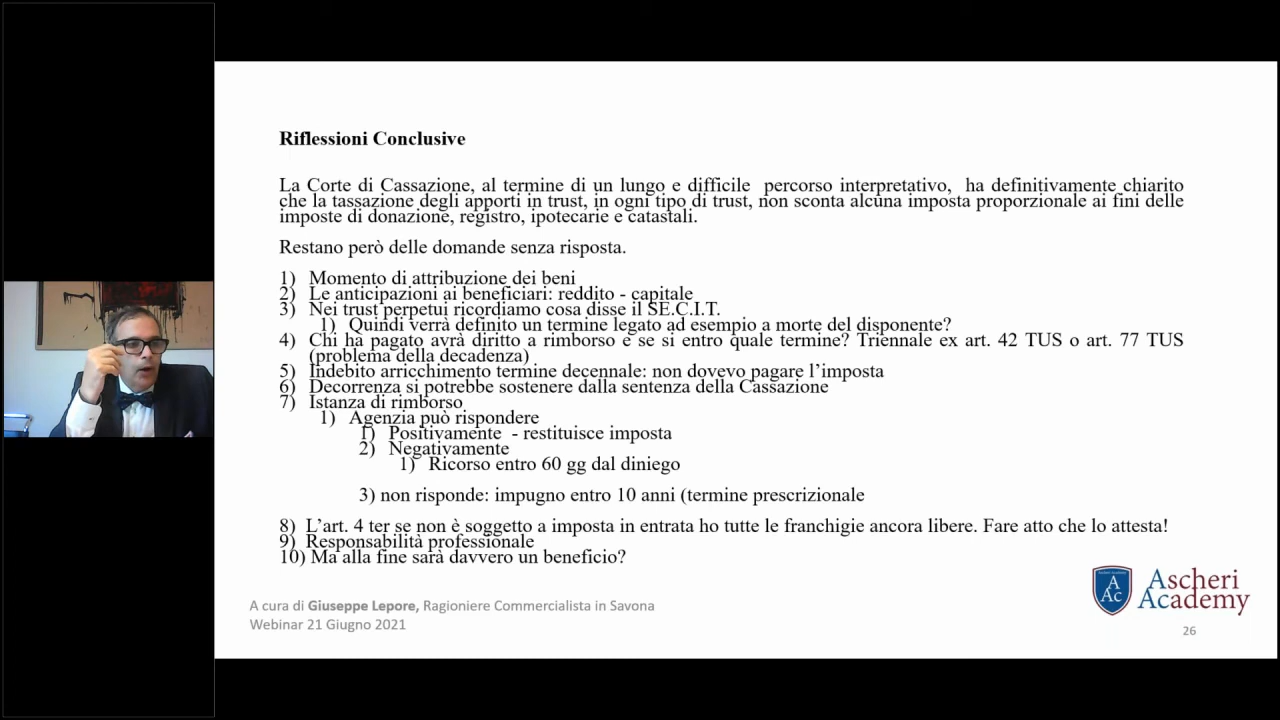 Riflessioni Conclusive
La Corte di Cassazione, al termine di un lungo e difficile percorso interpretativo, ha definitivamente chiarito
che la tassazione degli apporti in trust, in ogni tipo di trust, non sconta alcuna imposta proporzionale ai fini delle
imposte di donazione, registro, ipotecarie e catastali.
Restano però delle domande senza risposta.
1) Momento di attribuzione dei beni
2) Le anticipazioni ai beneficiari: reddito - capitale
3) Nei trust perpetui ricordiamo cosa disse il SE.C.I.T.
1) Quindi verrà definito un termine legato ad esempio a morte del disponente?
4) Chi ha pagato avrà diritto a rimborso e se si entro quale termine? Triennale ex art. 42 TUS o art. 77 TUS
(problema della decadenza)
5) Indebito arricchimento termine decennale: non dovevo pagare l'imposta
6) Decorrenza si potrebbe sostenere dalla sentenza della Cassazione
7) Istanza di rimborso
1) Agenzia può rispondere
1) Positivamente - restituisce imposta
2) Negativamente
1) Ricorso entro 60 gg dal diniego
3) non risponde: impugno entro 10 anni (termine prescrizionale
8) L'art. 4 ter se non è soggetto a imposta in entrata ho tutte le franchigie ancora libere. Fare atto che lo attesta!
9) Responsabilità professionale
10) Ma alla fine sarà davvero un beneficio?
A cura di Giuseppe Lepore, Ragioniere Commercialista in Savona
Webinar 21 Giugno 2021
A
Ac
Ascheri
Academy
26